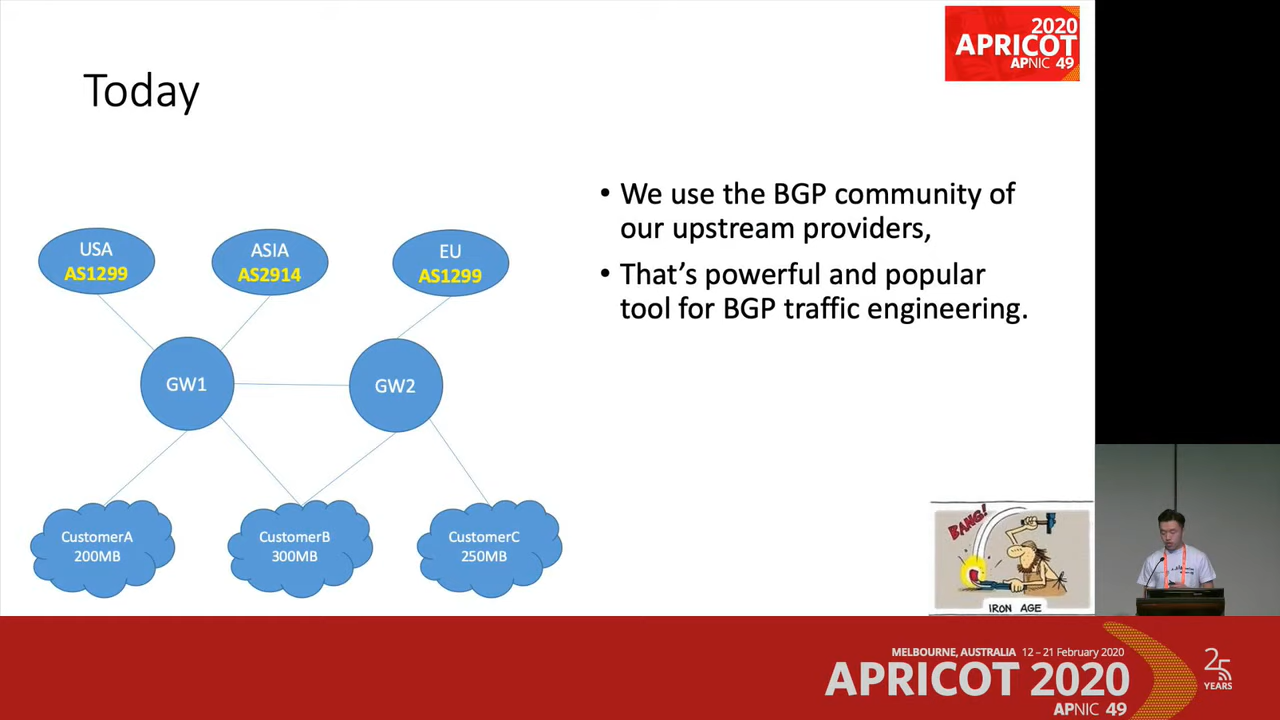 2020
APRICOT
APNIC 49
Today
• We use the BGP community of
our upstream providers,
• That's powerful and popular
tool for BGP traffic engineering.
USA
AS1299
ASIA
AS2914
EU
AS1299
GW1
GW2
CustomerA
200MB
CustomerB
300MB
CustomerC
250MB
BANG!
IRON AGE
MELBOURNE, AUSTRALIA 12 – 21 February 2020
APRICOT 2020
APNIC 49
25
YEARS